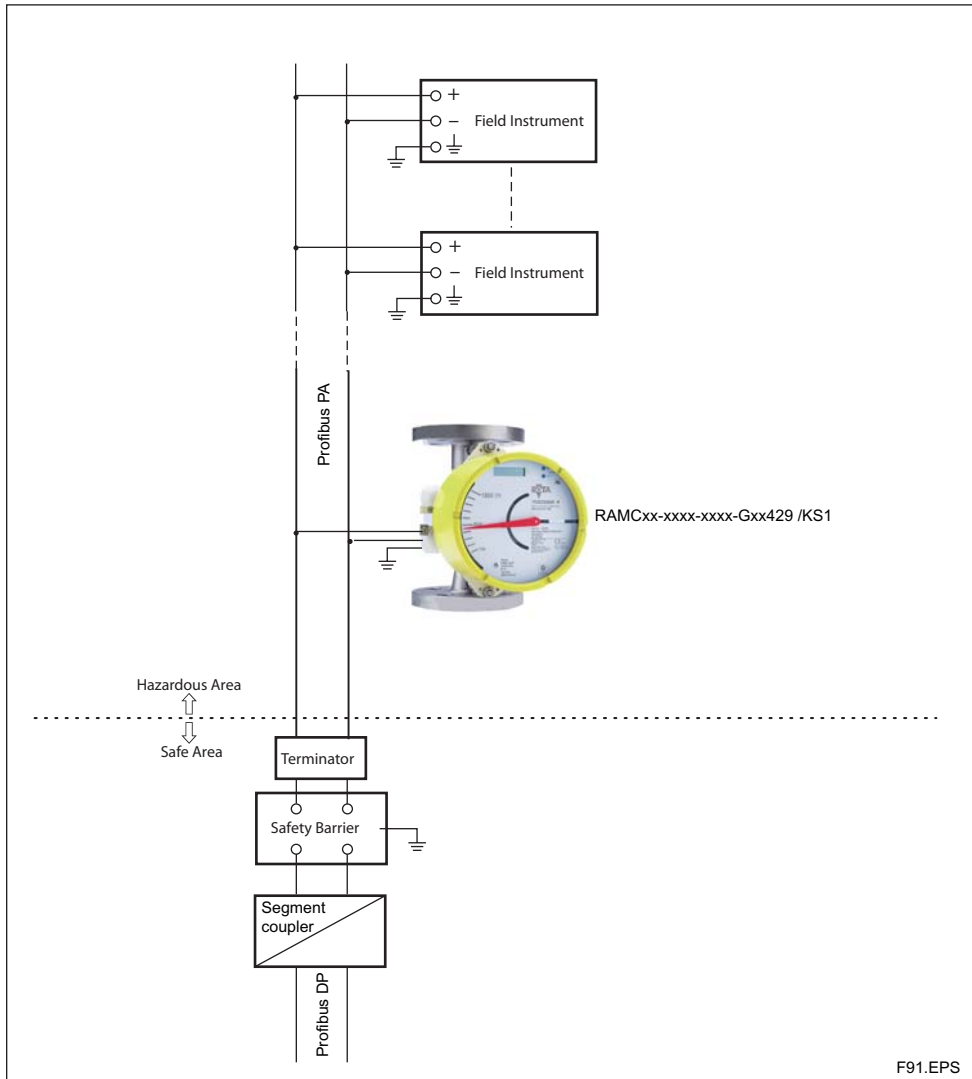 +
− Field Instrument
+
− Field Instrument
Profibus PA
ROTA
RAMCxx-xxxx-xxxx-Gxx429 /KS1
Hazardous Area
Safe Area
Terminator
Safety Barrier
Segment
coupler
Profibus DP
F91.EPS